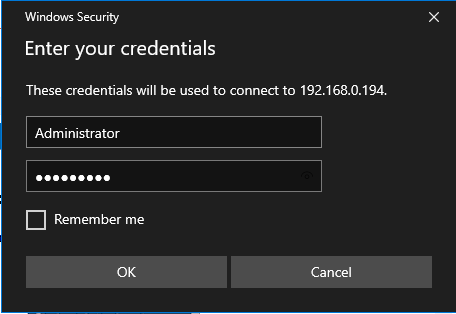 Windows Security
Enter your credentials
These credentials will be used to connect to 192.168.0.194.
Administrator
●●●●●●●●●
Remember me
OK
Cancel